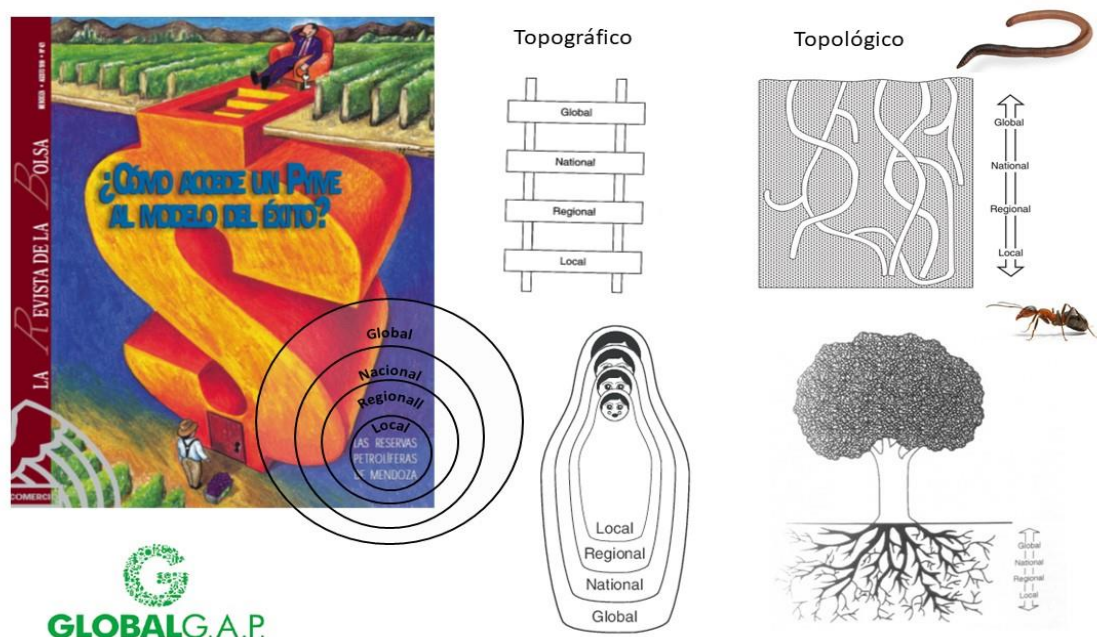 LA REVISTA DE LA BOLSA
¿CÓMO ACCEDE UN PYME
AL MODELO DEL ÉXITO?
LAS RESERVAS
PETROLÍFERAS
DE MENDOZA
COMERCI
Global
Nacional
Regionall
Local
GLOBALG.A.P.
Topográfico
Global
National
Regional
Local
Local
Regional
National
Global
Topológico
Global
National
Regional
Local
Global
National
Regional
Local